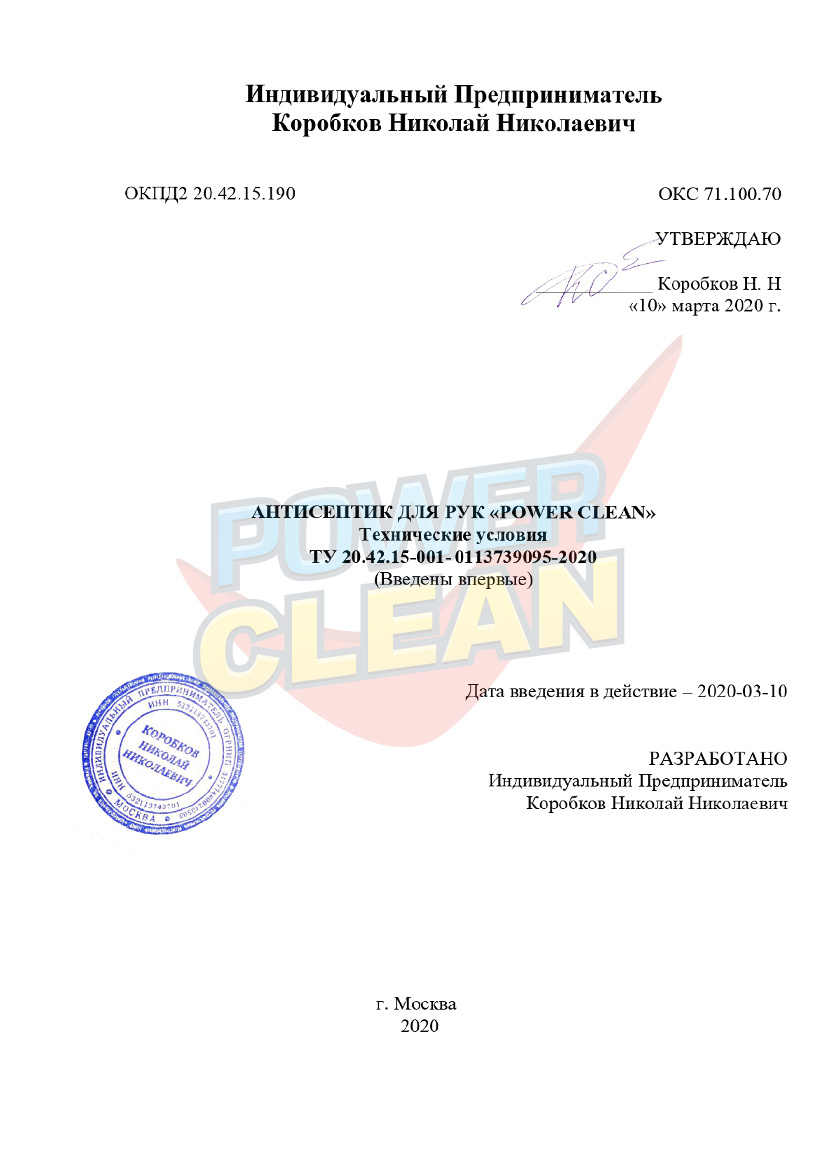 Индивидуальный Предприниматель
Коробков Николай Николаевич
ОКПД2 20.42.15.190
ОКС 71.100.70
УТВЕРЖДАЮ
Коробков Н. Н
«10» марта 2020 г.
POWER
CLEAN
АНТИСЕПТИК ДЛЯ РУК «POWER CLEAN»
Технические условия
ТУ 20.42.15-001- 0113739095-2020
(Введены впервые)
Дата введения в действие – 2020-03-10
ИНДИВИДУАЛЬНЫЙ ПРЕДПРИНИМАТЕЛЬ ОГРНИП
ИНН 532113743701
КОРОБКОВ
НИКОЛАЙ
НИКОЛАЕВИЧ
ИНН 532113743701
МОСКВА
РАЗРАБОТАНО
Индивидуальный Предприниматель
Коробков Николай Николаевич
г. Москва
2020